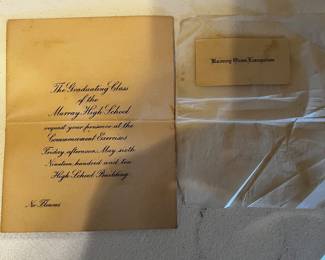 The Graduating Class
of the
Murray High School
request your presence at the
Commencement Exercises
Friday afternoon, May sixth
Nineteen hundred and ten
High School Building
No Flowers